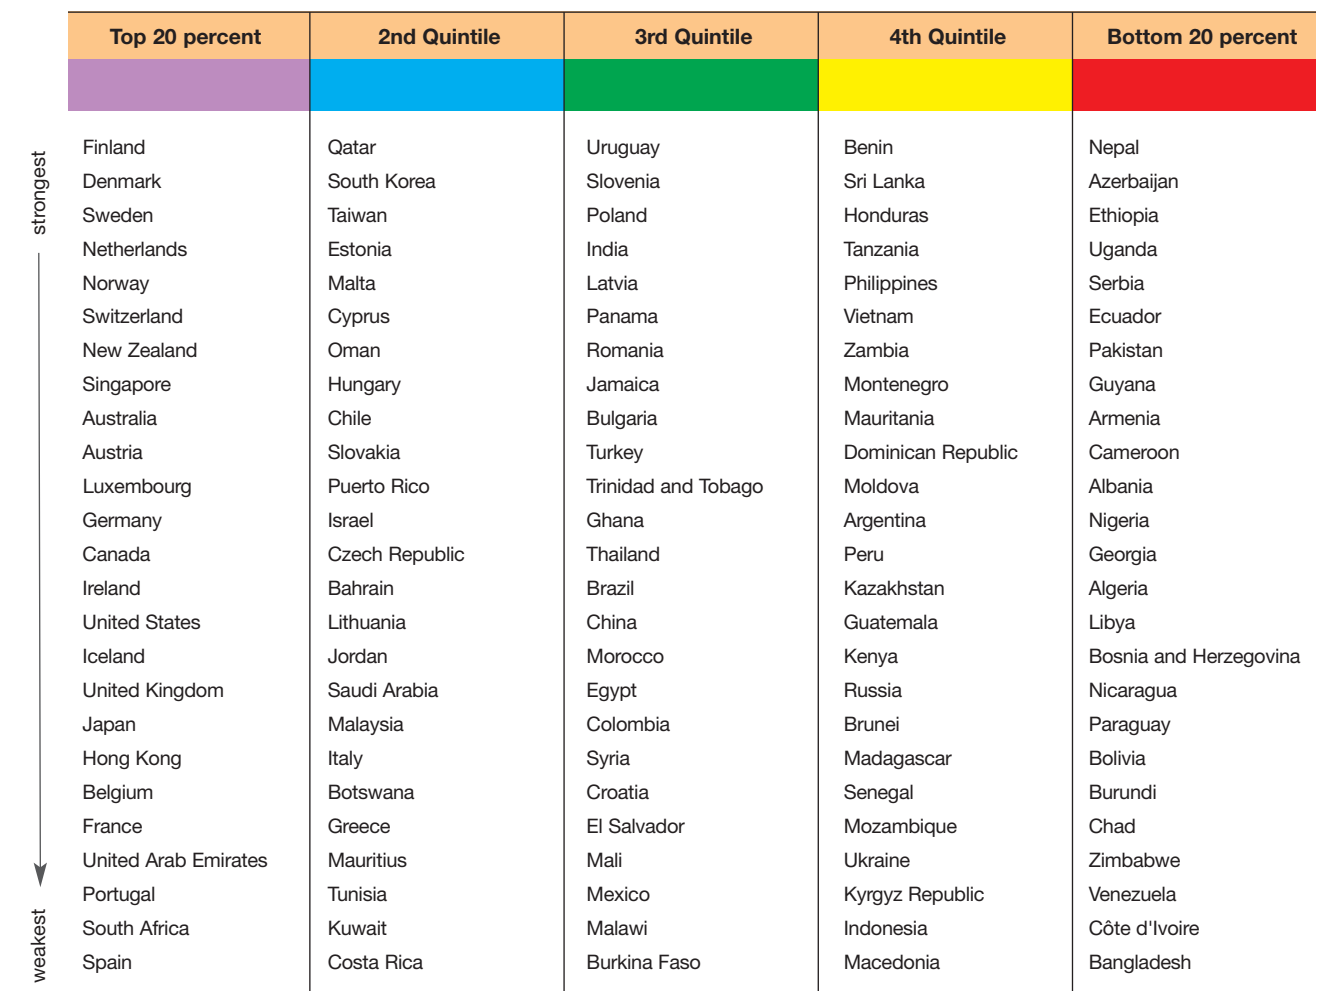 Top 20 percent 2nd Quintile 3rd Quintile 4th Quintile Bottom 20 percent
strongest
Finland Qatar Uruguay Benin Nepal
Denmark South Korea Slovenia Sri Lanka Azerbaijan
Sweden Taiwan Poland Honduras Ethiopia
Netherlands Estonia India Tanzania Uganda
Norway Malta Latvia Philippines Serbia
Switzerland Cyprus Panama Vietnam Ecuador
New Zealand Oman Romania Zambia Pakistan
Singapore Hungary Jamaica Montenegro Guyana
Australia Chile Bulgaria Mauritania Armenia
Austria Slovakia Turkey Dominican Republic Cameroon
Luxembourg Puerto Rico Trinidad and Tobago Moldova Albania
Germany Israel Ghana Argentina Nigeria
Canada Czech Republic Thailand Peru Georgia
Ireland Bahrain Brazil Kazakhstan Algeria
United States Lithuania China Guatemala Libya
Iceland Jordan Morocco Kenya Bosnia and Herzegovina
United Kingdom Saudi Arabia Egypt Russia Nicaragua
Japan Malaysia Colombia Brunei Paraguay
Hong Kong Italy Syria Madagascar Bolivia
Belgium Botswana Croatia Senegal Burundi
France Greece El Salvador Mozambique Chad
United Arab Emirates Mauritius Mali Ukraine Zimbabwe
Portugal Tunisia Mexico Kyrgyz Republic Venezuela
South Africa Kuwait Malawi Indonesia Côte d'Ivoire
Spain Costa Rica Burkina Faso Macedonia Bangladesh
weakest